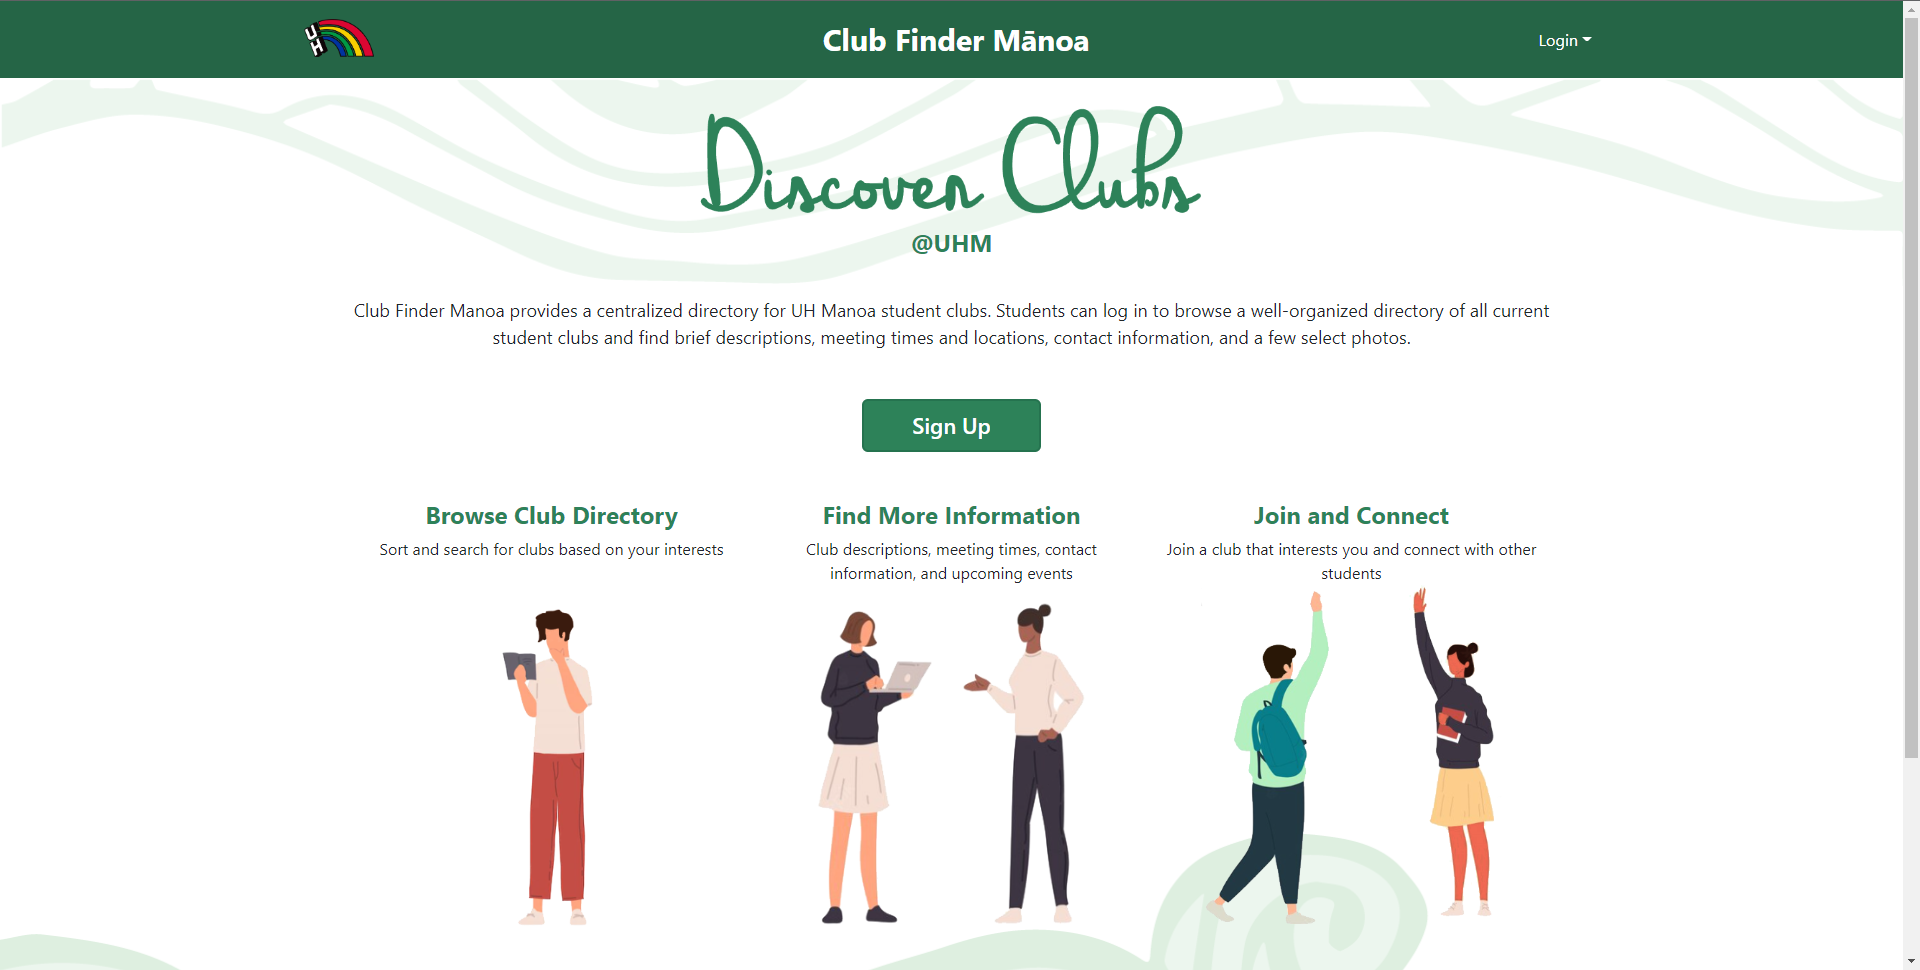 UH
Club Finder Mānoa
Login
Discover Clubs
@UHM
Club Finder Manoa provides a centralized directory for UH Manoa student clubs. Students can log in to browse a well-organized directory of all current
student clubs and find brief descriptions, meeting times and locations, contact information, and a few select photos.
Sign Up
Browse Club Directory
Sort and search for clubs based on your interests
Find More Information
Club descriptions, meeting times, contact
information, and upcoming events
Join and Connect
Join a club that interests you and connect with other
students